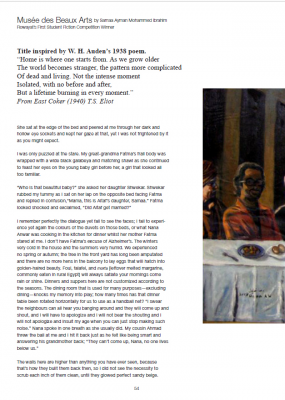 Musée des Beaux Arts by Samaa Ayman Mohammed Ibrahim
Rowayat's First Student Fiction Competition Winner
Title inspired by W. H. Auden's 1938 poem.
"Home is where one starts from. As we grow older
The world becomes stranger, the pattern more complicated
Of dead and living. Not the intense moment
Isolated, with no before and after,
But a lifetime burning in every moment."
From East Coker (1940) T.S. Eliot
She sat at the edge of the bed and peered at me through her dark and
hollow eye sockets and kept her gaze at that, yet I was not frightened by it
as you might expect.
I was only puzzled at the stare. My great-grandma Fatma's frail body was
wrapped with a wide black galabeya and matching shawl as she continued
to feast her eyes on the young baby girl before her, a girl that looked all
too familiar.
"Who is that beautiful baby?" she asked her daughter Shwekar. Shwekar
rubbed my tummy as I sat on her lap on the opposite bed facing Fatma
and replied in confusion, "Mama, this is Afaf's daughter, Samaa." Fatma
looked shocked and exclaimed, "Did Afaf get married?"
I remember perfectly the dialogue yet fail to see the faces; I fail to experi-
ence yet again the colours of the duvets on those beds, or what Nana
Anwar was cooking in the kitchen for dinner whilst her mother Fatma
stared at me. I don't have Fatma's excuse of Alzheimer's. The winters
very cold in the house and the summers very humid. We experienced
no spring or autumn; the tree in the front yard has long been amputated
and there are no more hens in the balcony to lay eggs that will hatch into
golden-haired beauty. Foul, falafel, and
commonly eaten in rural Egypt) will always satiate your mornings come
rain or shine. Dinners and suppers here are not customized according to
the seasons. The dining room that is used for many purposes—excluding
dining - knocks my memory into play; how many times has that dinner
table been rotated horizontally for us to use as a handball net? "I swear
the neighbours can all hear you banging around and they will come up and
shout, and I will have to apologise and I will not bear the shouting and I
will not apologise and insult my age when you can just stop making such
noise." Nana spoke in one breath as she usually did. My cousin Ahmad
threw the ball at me and I hit it back just as he felt like being smart and
answering his grandmother back; "They can't come up, Nana, no one lives
below us."
The walls here are higher than anything you have ever seen, because
that's how they built them back then, so I did not see the necessity to
scrub each inch of them clean, until they glowed perfect sandy beige.